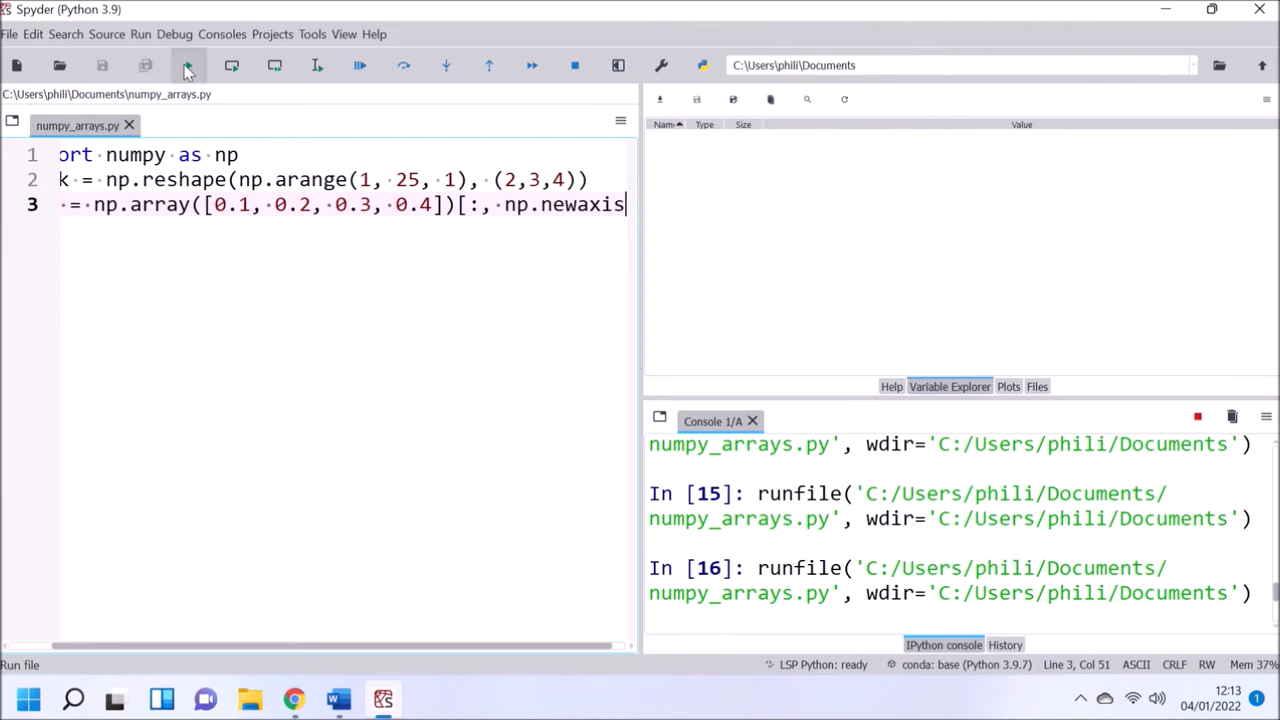 Spyder (Python 3.9)
File Edit Search Source Run Debug Consoles Projects Tools View Help
C:\Users\phili\Documents
C:\Users\phili\Documents\numpy_arrays.py
numpy_arrays.py
1 ort numpy as np
2 k = np.reshape(np.arange(1, 25, 1), (2,3,4))
3 = np.array([0.1, 0.2, 0.3, 0.4])[:, np.newaxis
Name Type Size Value
Help Variable Explorer Plots Files
Console 1/A
numpy_arrays.py', wdir='C:/Users/phili/Documents')
In [15]: runfile('C:/Users/phili/Documents/
numpy_arrays.py', wdir='C:/Users/phili/Documents')
In [16]: runfile('C:/Users/phili/Documents/
numpy_arrays.py', wdir='C:/Users/phili/Documents')
IPython console History
Run file LSP Python: ready conda: base (Python 3.9.7) Line 3, Col 51 ASCII CRLF RW Mem 37%
12:13
04/01/2022
1